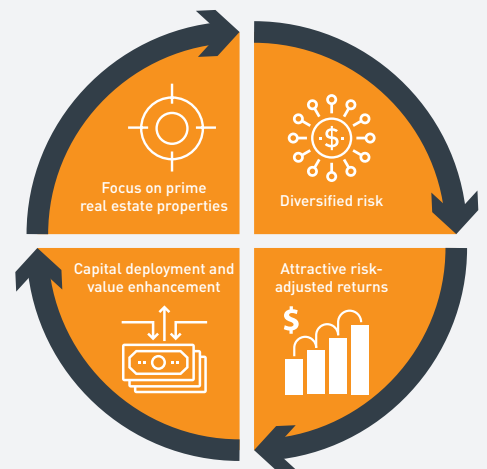 Focus on prime
real estate properties
$
Diversified risk
Capital deployment and
value enhancement
Attractive risk-
adjusted returns
$